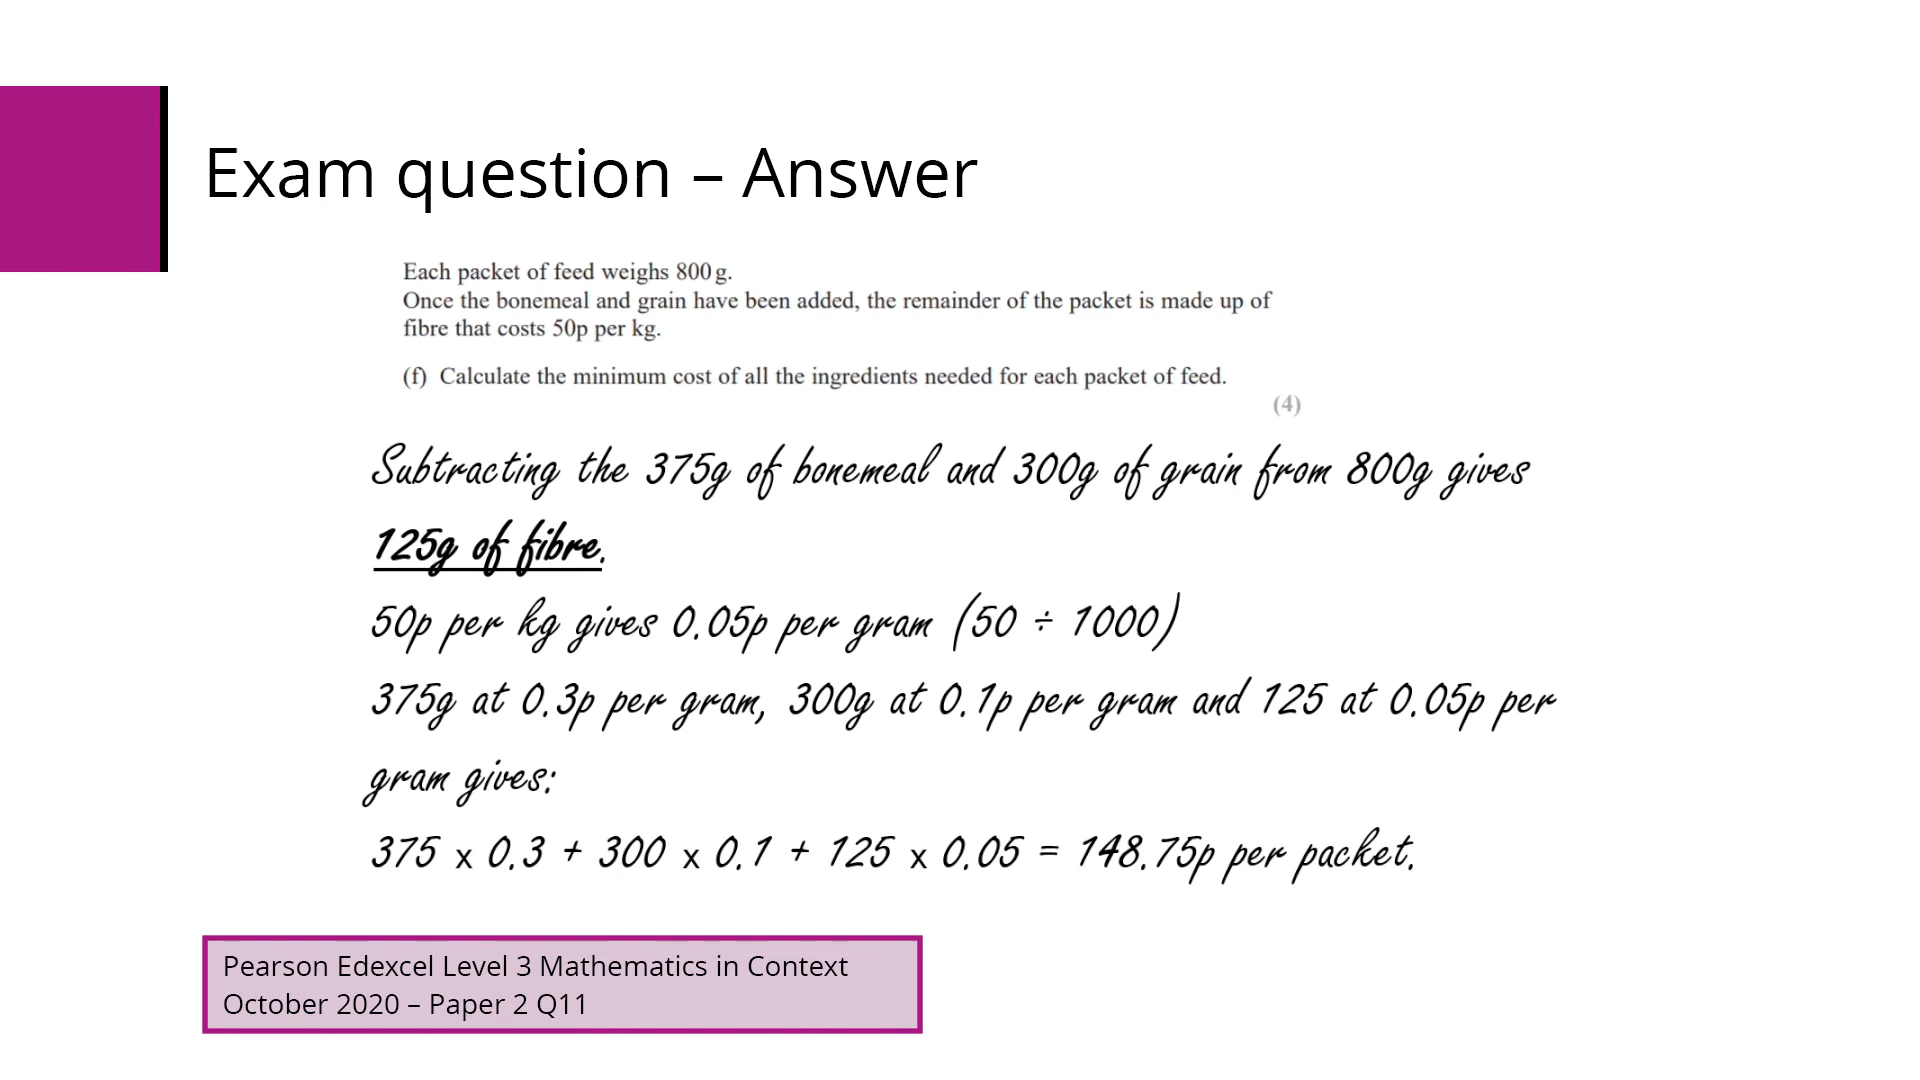 Exam question – Answer
Each packet of feed weighs 800 g.
Once the bonemeal and grain have been added, the remainder of the packet is made up of
fibre that costs 50p per kg.
(f) Calculate the minimum cost of all the ingredients needed for each packet of feed.
(4)
Subtracting the 375g of bonemeal and 300g of grain from 800g gives
125g of fibre.
50p per kg gives 0.05p per gram (50 ÷ 1000)
375g at 0.3p per gram, 300g at 0.1p per gram and 125 at 0.05p per
gram gives:
375 x 0.3 + 300 x 0.1 + 125 x 0.05 = 148.75p per packet.
Pearson Edexcel Level 3 Mathematics in Context
October 2020 – Paper 2 Q11